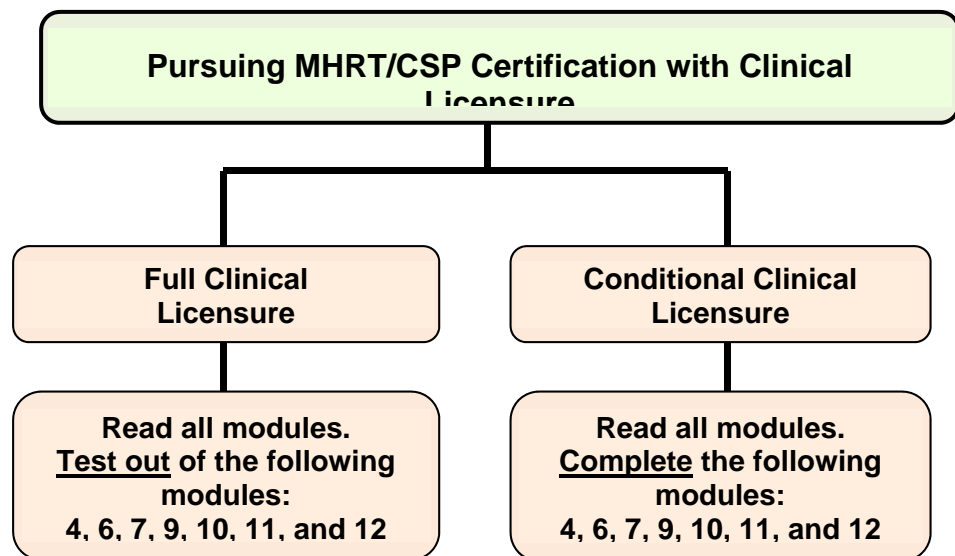 Pursuing MHRT/CSP Certification with Clinical
Licensure
Full Clinical
Licensure
Read all modules.
Test out of the following
modules:
4, 6, 7, 9, 10, 11, and 12
Conditional Clinical
Licensure
Read all modules.
Complete the following
modules:
4, 6, 7, 9, 10, 11, and 12